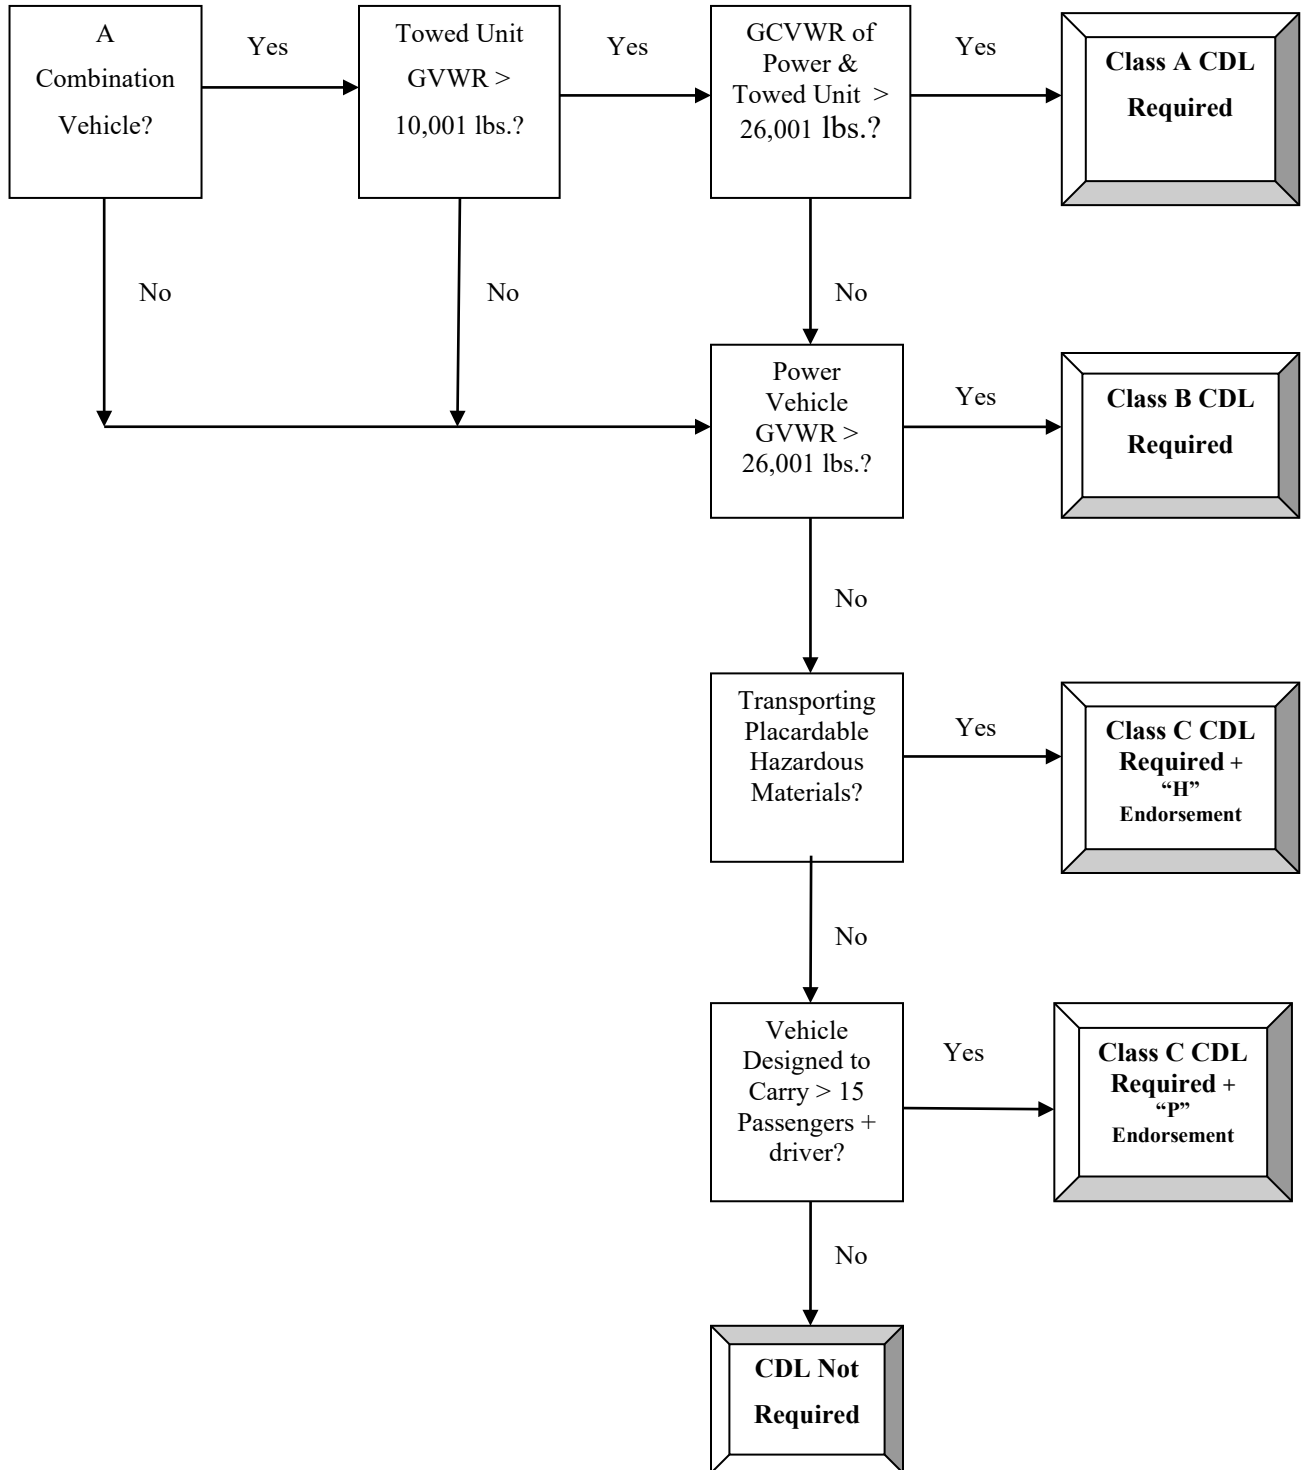 A
Combination
Vehicle?
Yes
Towed Unit
GVWR >
10,001 lbs.?
Yes
GCVWR of
Power &
Towed Unit >
26,001 lbs.?
Yes
Class A CDL
Required
No
No
No
Power
Vehicle
GVWR >
26,001 lbs.?
Yes
Class B CDL
Required
No
Transporting
Placardable
Hazardous
Materials?
Yes
Class C CDL
Required +
“H”
Endorsement
No
Vehicle
Designed to
Carry > 15
Passengers +
driver?
Yes
Class C CDL
Required +
“P”
Endorsement
No
CDL Not
Required